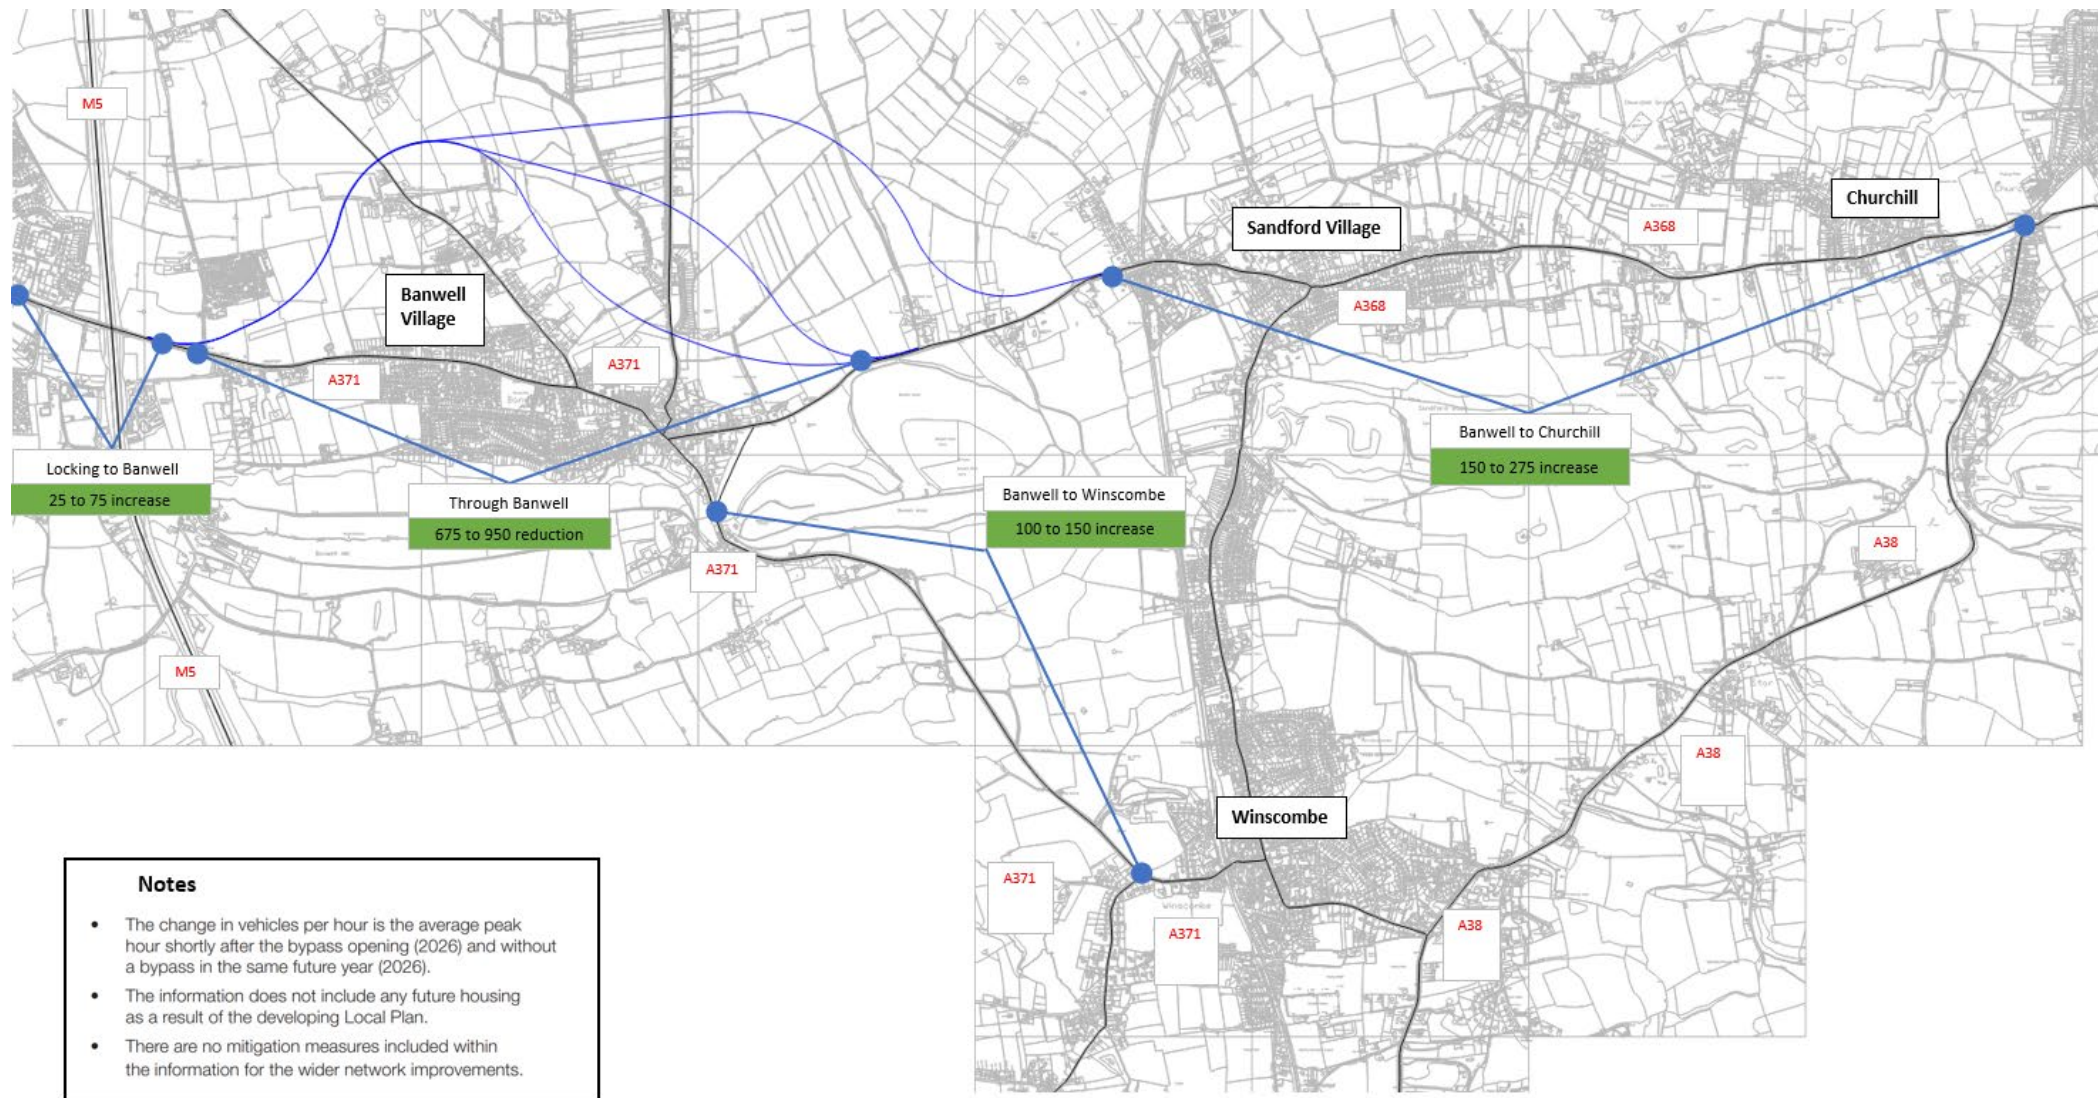 M5
Churchill
A368
Sandford Village
Banwell
Village
A368
A371
A371
Banwell to Churchill
150 to 275 increase
Locking to Banwell
25 to 75 increase
Through Banwell
675 to 950 reduction
Banwell to Winscombe
100 to 150 increase
A38
A371
M5
A38
Winscombe
A371
Winscombe
A38
A371
Notes
• The change in vehicles per hour is the average peak
hour shortly after the bypass opening (2026) and without
a bypass in the same future year (2026).
• The information does not include any future housing
as a result of the developing Local Plan.
• There are no mitigation measures included within
the information for the wider network improvements.